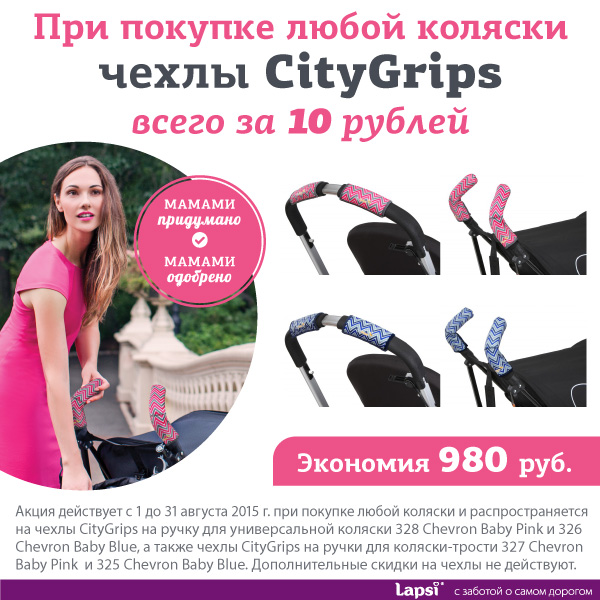 При покупке любой коляски
чехлы CityGrips
всего за 10 рублей
МАМАМИ
придумано
МАМАМИ
одобрено
Экономия 980 руб.
Акция действует с 1 до 31 августа 2015 г. при покупке любой коляски и распространяется
на чехлы CityGrips на ручку для универсальной коляски 328 Chevron Baby Pink и 326
Chevron Baby Blue, а также чехлы CityGrips на ручки для коляски-трости 327 Chevron
Baby Pink и 325 Chevron Baby Blue. Дополнительные скидки на чехлы не действуют.
Lapsi с заботой о самом дорогом